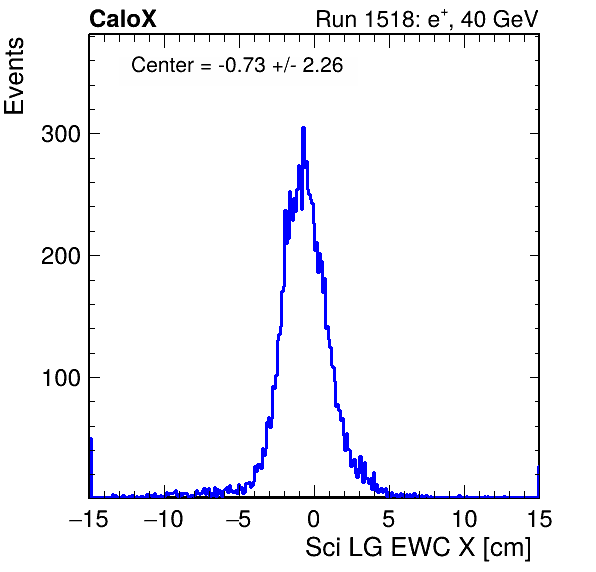 CaloX Run 1518: e⁺, 40 GeV
Events
Center = -0.73 +/- 2.26
300
200
100
−15 −10 −5 0 5 10 15
Sci LG EWC X [cm]